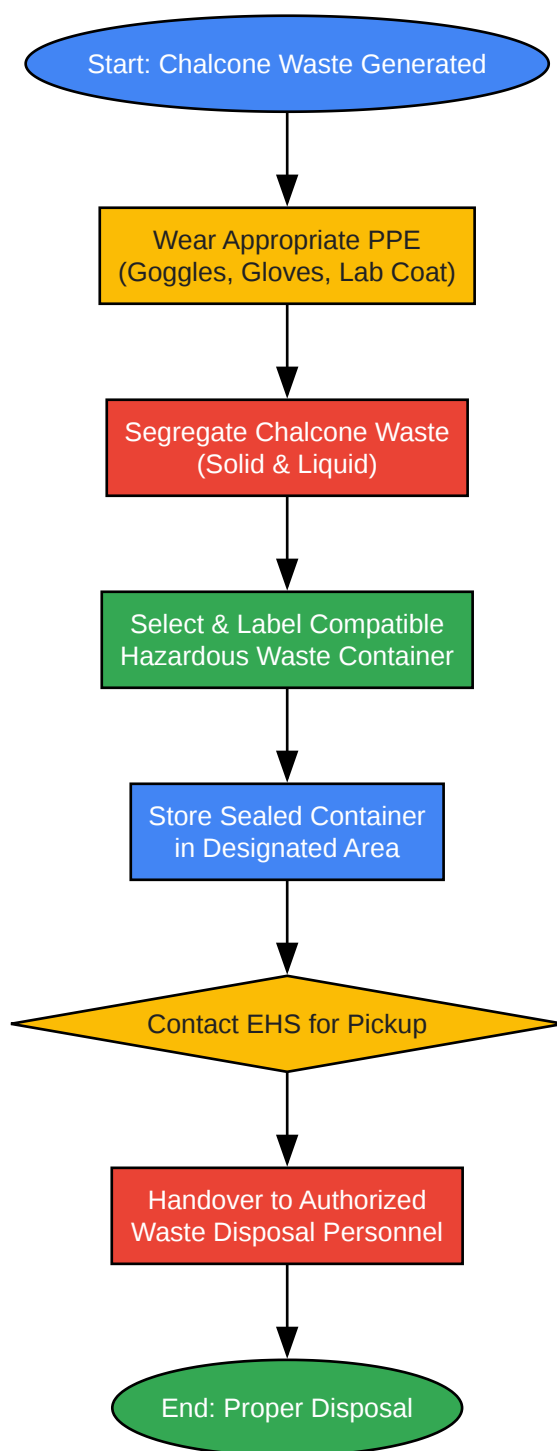 Start: Chalcone Waste Generated
Wear Appropriate PPE
(Goggles, Gloves, Lab Coat)
Segregate Chalcone Waste
(Solid & Liquid)
Select & Label Compatible
Hazardous Waste Container
Store Sealed Container
in Designated Area
Contact EHS for Pickup
Handover to Authorized
Waste Disposal Personnel
End: Proper Disposal